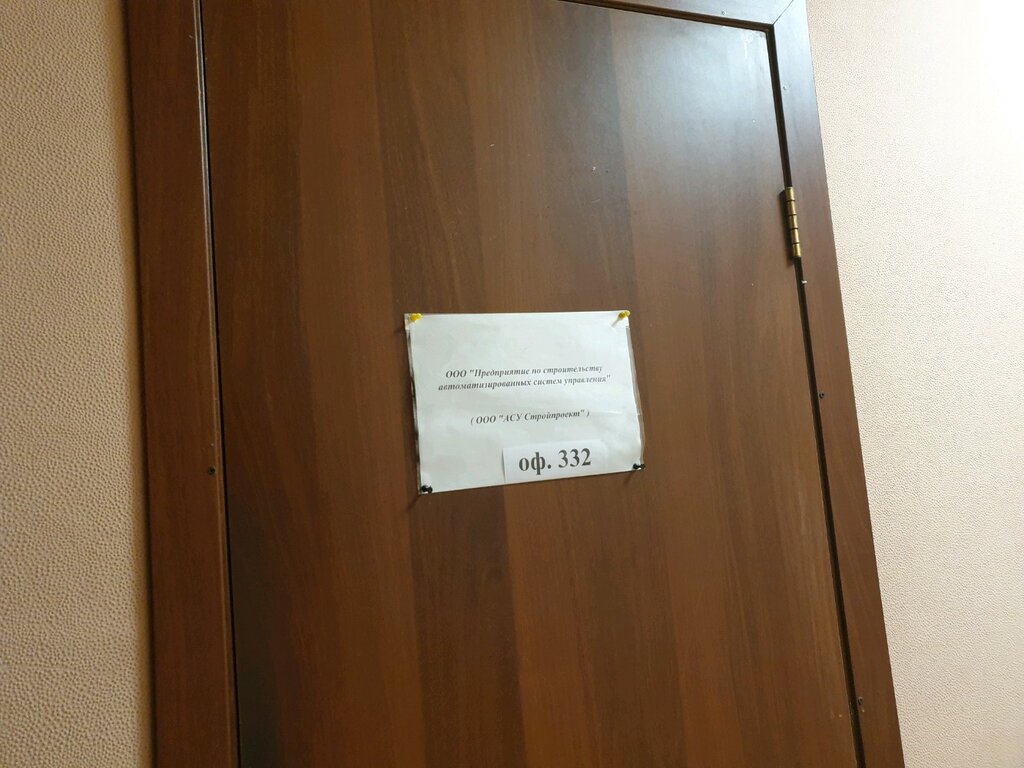 ООО "Предприятие по строительству
автоматизированных систем управления"
( ООО "АСУ Стройпроект" )
оф. 332